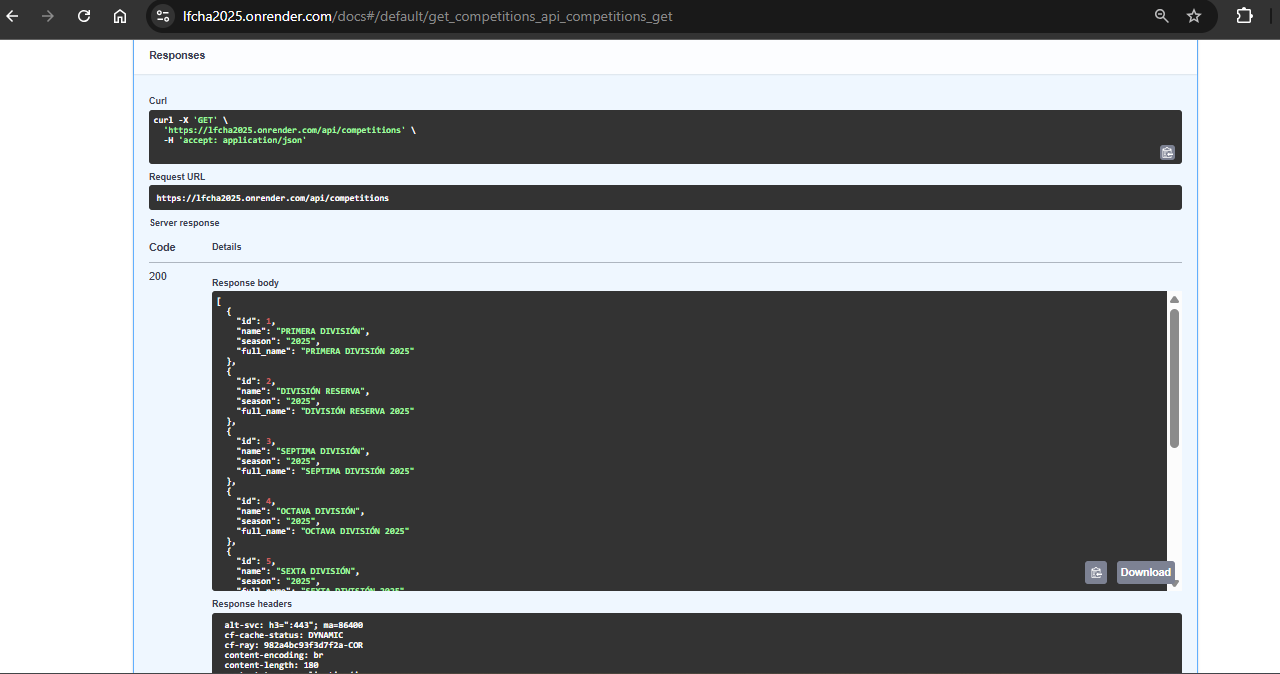 lfcha2025.onrender.com/docs#/default/get_competitions_api_competitions_get
Responses
Curl
curl -X 'GET' \
'https://lfcha2025.onrender.com/api/competitions' \
-H 'accept: application/json'
Request URL
https://lfcha2025.onrender.com/api/competitions
Server response
Code Details
200
Response body
[
{
"id": 1,
"name": "PRIMERA DIVISIÓN",
"season": "2025",
"full_name": "PRIMERA DIVISIÓN 2025"
},
{
"id": 2,
"name": "DIVISIÓN RESERVA",
"season": "2025",
"full_name": "DIVISIÓN RESERVA 2025"
},
{
"id": 3,
"name": "SEPTIMA DIVISIÓN",
"season": "2025",
"full_name": "SEPTIMA DIVISIÓN 2025"
},
{
"id": 4,
"name": "OCTAVA DIVISIÓN",
"season": "2025",
"full_name": "OCTAVA DIVISIÓN 2025"
},
{
"id": 5,
"name": "SEXTA DIVISIÓN",
"season": "2025",
"full_name": "SEXTA DIVISIÓN 2025"
Download
Response headers
alt-svc: h3=":443"; ma=86400
cf-cache-status: DYNAMIC
cf-ray: 982a4bc93f3d7f2a-COR
content-encoding: br
content-length: 180